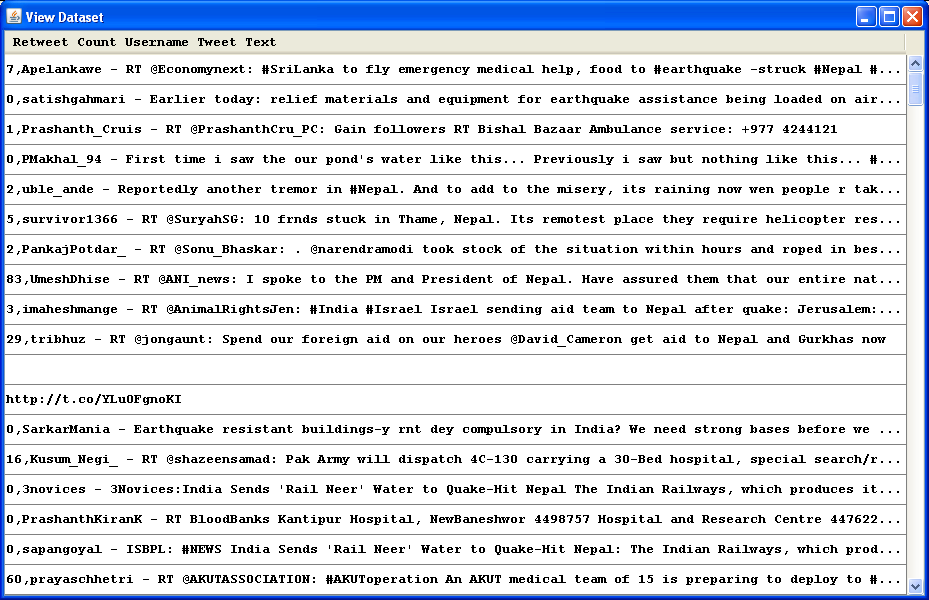 View Dataset
Retweet Count Username Tweet Text
7,Apelankawe - RT @Economynext: #SriLanka to fly emergency medical help, food to #earthquake -struck #Nepal #...
0,satishgahmari - Earlier today: relief materials and equipment for earthquake assistance being loaded on air...
1,Prashanth_Cruis - RT @PrashanthCru_PC: Gain followers RT Bishal Bazaar Ambulance service: +977 4244121
0,PMakhal_94 - First time i saw the our pond's water like this... Previously i saw but nothing like this... #...
2,uble_ande - Reportedly another tremor in #Nepal. And to add to the misery, its raining now wen people r tak...
5,survivor1366 - RT @SuryahSG: 10 frnds stuck in Thame, Nepal. Its remotest place they require helicopter res...
2,PankajPotdar_ - RT @Sonu_Bhaskar: . @narendramodi took stock of the situation within hours and roped in bes...
83,UmeshDhise - RT @ANI_news: I spoke to the PM and President of Nepal. Have assured them that our entire nat...
3,imaheshmange - RT @AnimalRightsJen: #India #Israel Israel sending aid team to Nepal after quake: Jerusalem:...
29,tribhuz - RT @jongaunt: Spend our foreign aid on our heroes @David_Cameron get aid to Nepal and Gurkhas now
http://t.co/YLu0FgnoKI
0,SarkarMania - Earthquake resistant buildings-y rnt dey compulsory in India? We need strong bases before we ...
16,Kusum_Negi_ - RT @shazeensamad: Pak Army will dispatch 4C-130 carrying a 30-Bed hospital, special search/r...
0,3novices - 3Novices:India Sends 'Rail Neer' Water to Quake-Hit Nepal The Indian Railways, which produces it...
0,PrashanthKiranK - RT BloodBanks Kantipur Hospital, NewBaneshwor 4498757 Hospital and Research Centre 447622...
0,sapangoyal - ISBPL: #NEWS India Sends 'Rail Neer' Water to Quake-Hit Nepal: The Indian Railways, which prod...
60,prayaschhetri - RT @AKUTASSOCIATION: #AKUToperation An AKUT medical team of 15 is preparing to deploy to #...